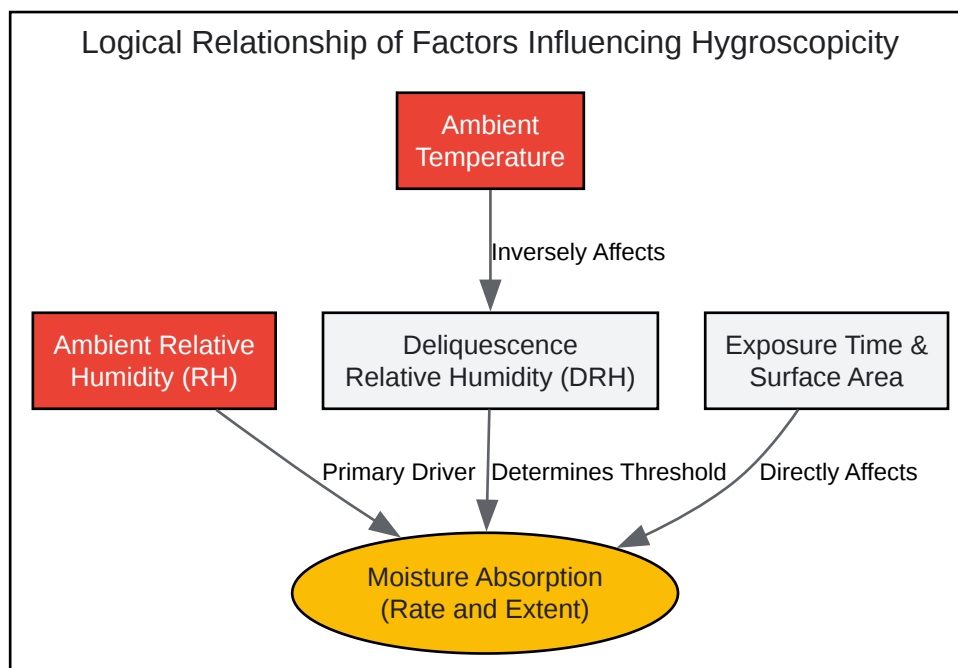 Logical Relationship of Factors Influencing Hygroscopicity
Ambient
Temperature
Inversely Affects
Ambient Relative
Humidity (RH)
Deliquescence
Relative Humidity (DRH)
Exposure Time &
Surface Area
Primary Driver
Determines Threshold
Directly Affects
Moisture Absorption
(Rate and Extent)